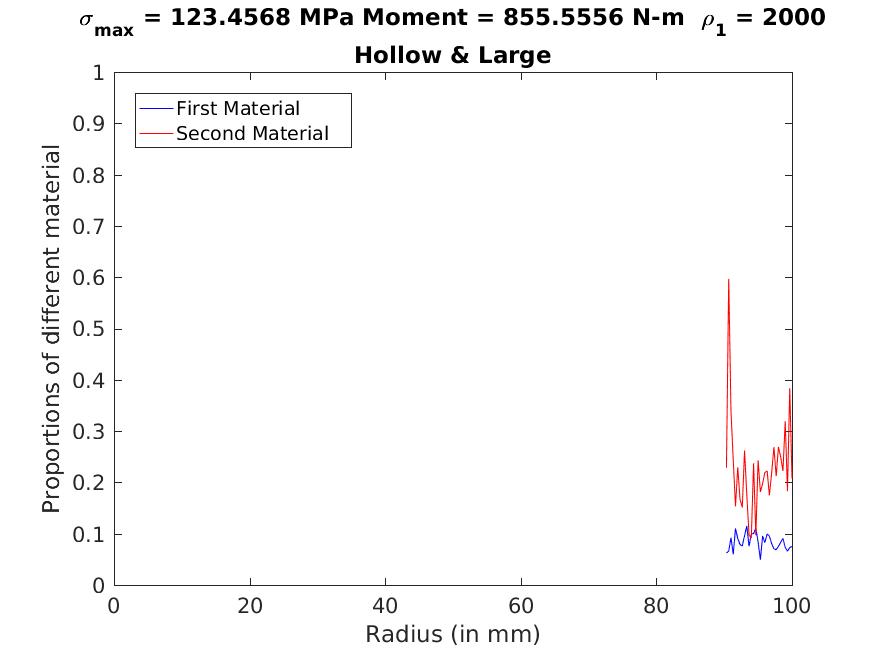 σmax = 123.4568 MPa Moment = 855.5556 N-m ρ1 = 2000
Hollow & Large
First Material
Second Material
Proportions of different material
1
0.9
0.8
0.7
0.6
0.5
0.4
0.3
0.2
0.1
0
0 20 40 60 80 100
Radius (in mm)